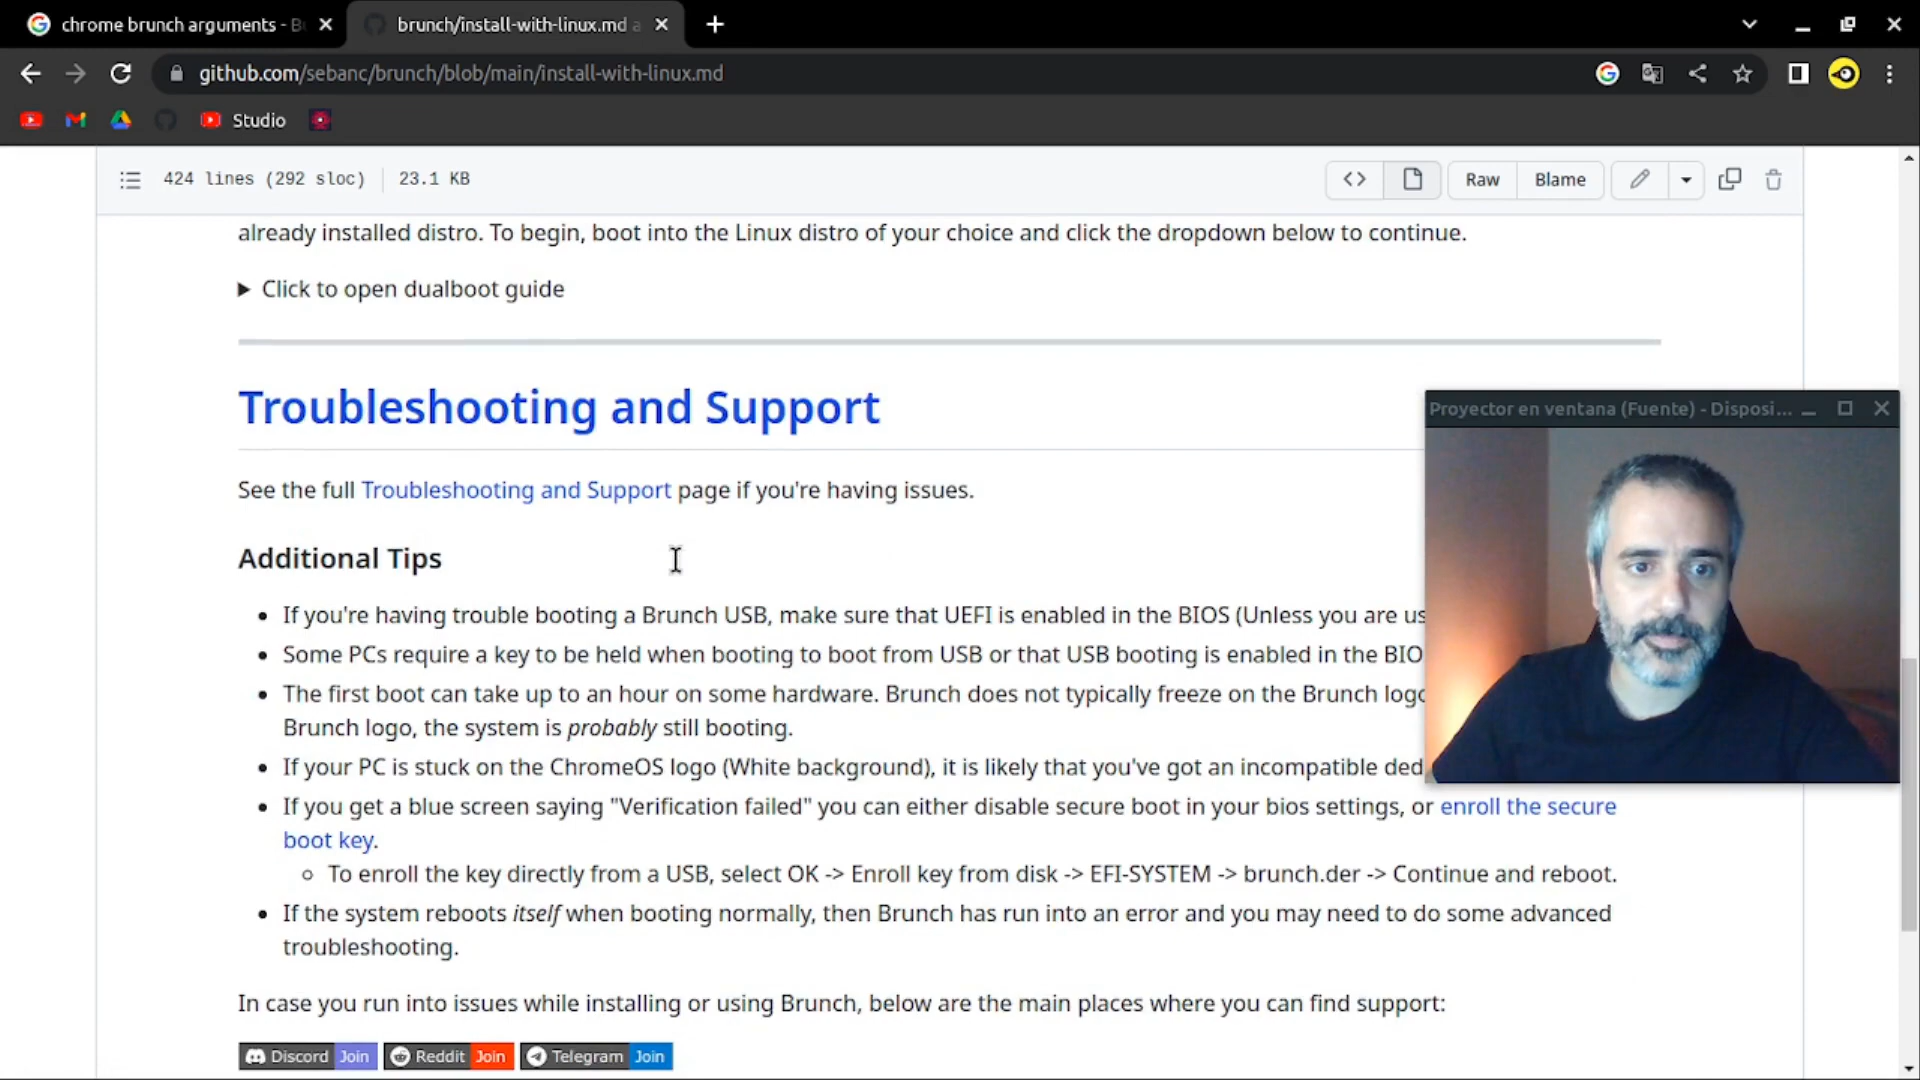 chrome brunch arguments - B
brunch/install-with-linux.md a
github.com/sebanc/brunch/blob/main/install-with-linux.md
Studio
424 lines (292 sloc) 23.1 KB
Raw Blame
already installed distro. To begin, boot into the Linux distro of your choice and click the dropdown below to continue.
Click to open dualboot guide
Troubleshooting and Support
Proyector en ventana (Fuente) - Disposi...
See the full Troubleshooting and Support page if you're having issues.
Additional Tips
If you're having trouble booting a Brunch USB, make sure that UEFI is enabled in the BIOS (Unless you are us
Some PCs require a key to be held when booting to boot from USB or that USB booting is enabled in the BIO
The first boot can take up to an hour on some hardware. Brunch does not typically freeze on the Brunch logo
Brunch logo, the system is probably still booting.
If your PC is stuck on the ChromeOS logo (White background), it is likely that you've got an incompatible ded
If you get a blue screen saying "Verification failed" you can either disable secure boot in your bios settings, or enroll the secure
boot key.
To enroll the key directly from a USB, select OK -> Enroll key from disk -> EFI-SYSTEM -> brunch.der -> Continue and reboot.
If the system reboots itself when booting normally, then Brunch has run into an error and you may need to do some advanced
troubleshooting.
In case you run into issues while installing or using Brunch, below are the main places where you can find support:
Discord Join Reddit Join Telegram Join